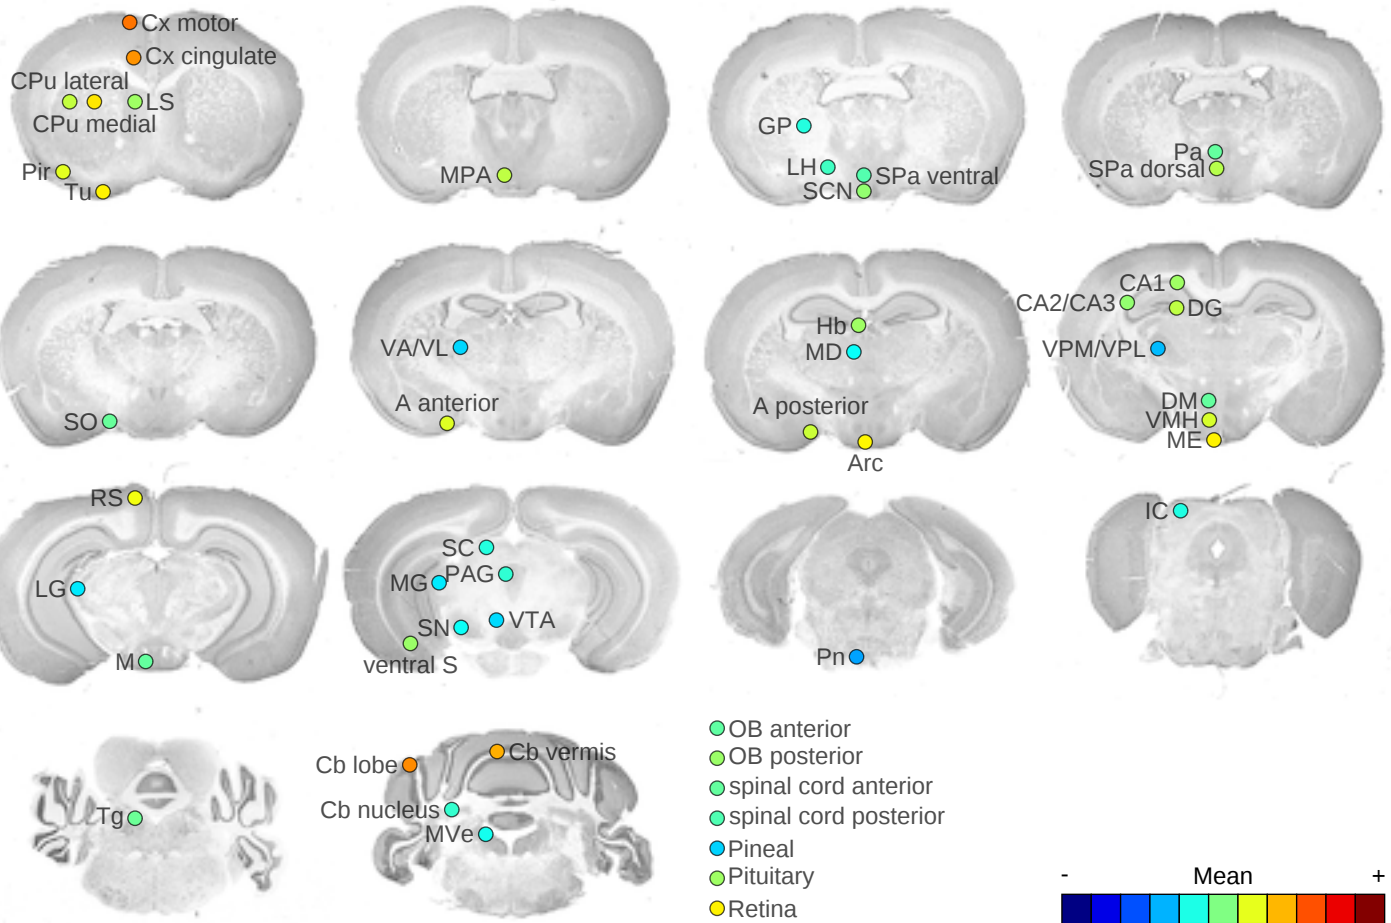 Cx motor
Cx cingulate
CPu lateral
LS
CPu medial
Pir
Tu
MPA
GP
LH
SPa ventral
SCN
Pa
SPa dorsal
SO
VA/VL
A anterior
Hb
MD
A posterior
Arc
CA1
CA2/CA3
DG
VPM/VPL
DM
VMH
ME
RS
LG
M
SC
PAG
MG
VTA
SN
ventral S
Pn
IC
Tg
Cb lobe
Cb vermis
Cb nucleus
MVe
OB anterior
OB posterior
spinal cord anterior
spinal cord posterior
Pineal
Pituitary
Retina
- Mean +